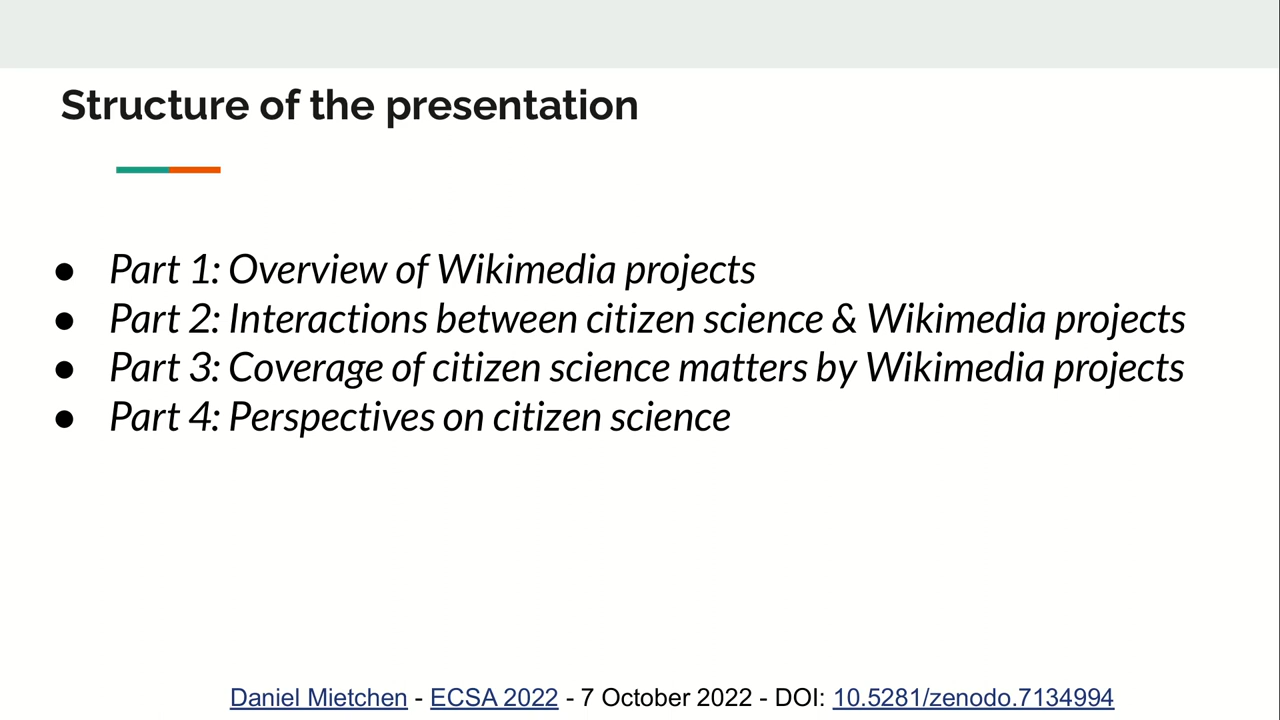 Structure of the presentation
● Part 1: Overview of Wikimedia projects
● Part 2: Interactions between citizen science & Wikimedia projects
● Part 3: Coverage of citizen science matters by Wikimedia projects
● Part 4: Perspectives on citizen science
Daniel Mietchen - ECSA 2022 - 7 October 2022 - DOI: 10.5281/zenodo.7134994